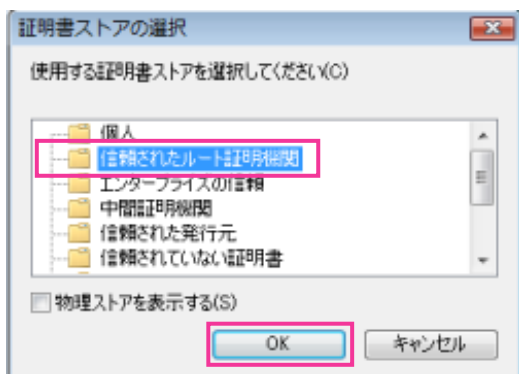 証明書ストアの選択
使用する証明書ストアを選択してください(C)
個人
信頼されたルート証明機関
エンタープライズの信頼
中間証明機関
信頼された発行元
信頼されていない証明書
物理ストアを表示する(S)
OK
キャンセル